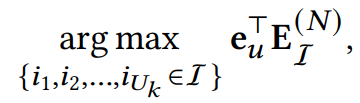 arg max e_u^⊤ E_ℐ^(N),
{i_1,i_2,...,i_{U_k}∈ℐ}